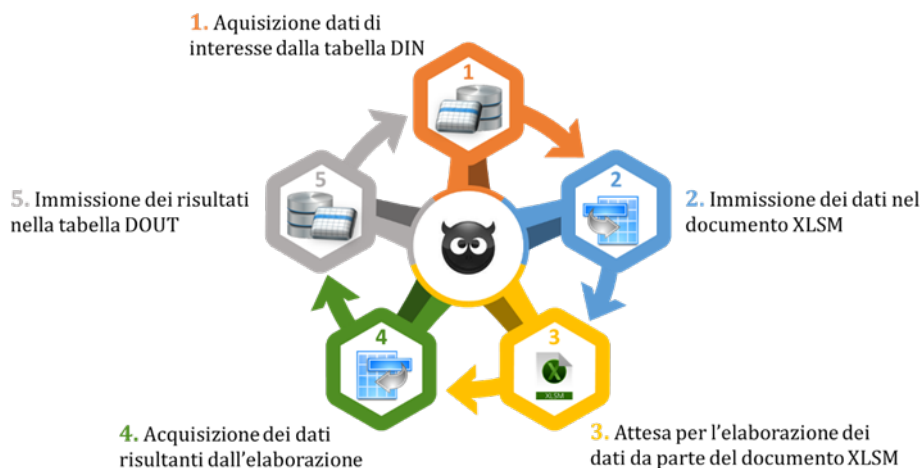 1. Aquisizione dati di
interesse dalla tabella DIN
1
2
2. Immissione dei dati nel
documento XLSM
3
XLSM
3. Attesa per l'elaborazione dei
dati da parte del documento XLSM
4
4. Acquisizione dei dati
risultanti dall'elaborazione
5
5. Immissione dei risultati
nella tabella DOUT